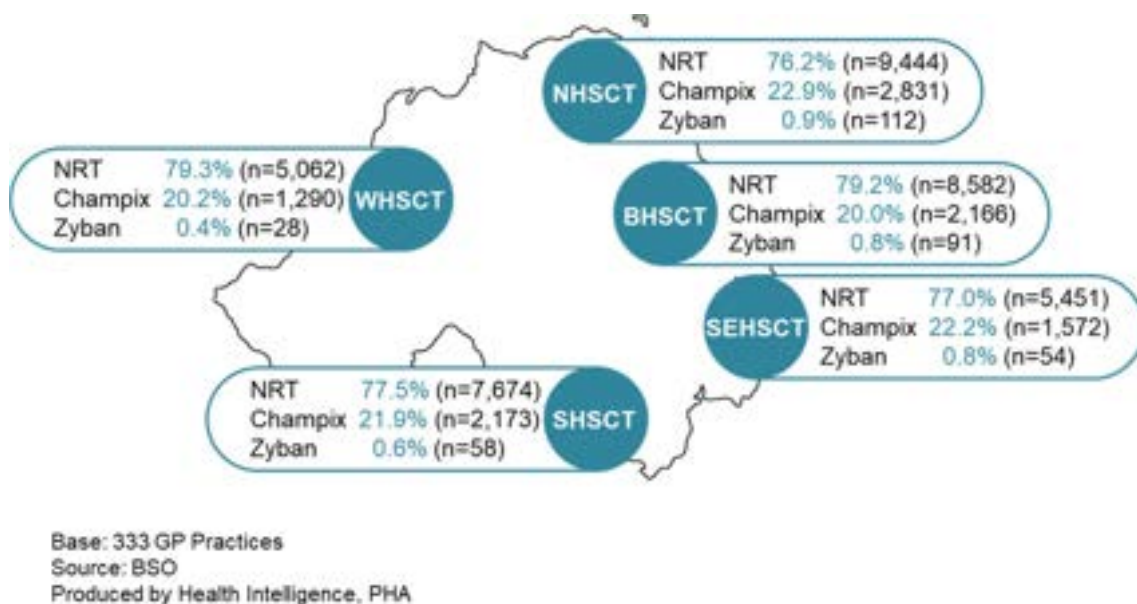 NHSCT
NRT 76.2% (n=9,444)
Champix 22.9% (n=2,831)
Zyban 0.9% (n=112)
NRT 79.3% (n=5,062)
Champix 20.2% (n=1,290)
Zyban 0.4% (n=28)
WHSCT
BHSCT
NRT 79.2% (n=8,582)
Champix 20.0% (n=2,166)
Zyban 0.8% (n=91)
SEHSCT
NRT 77.0% (n=5,451)
Champix 22.2% (n=1,572)
Zyban 0.8% (n=54)
NRT 77.5% (n=7,674)
Champix 21.9% (n=2,173)
Zyban 0.6% (n=58)
SHSCT
Base: 333 GP Practices
Source: BSO
Produced by Health Intelligence, PHA